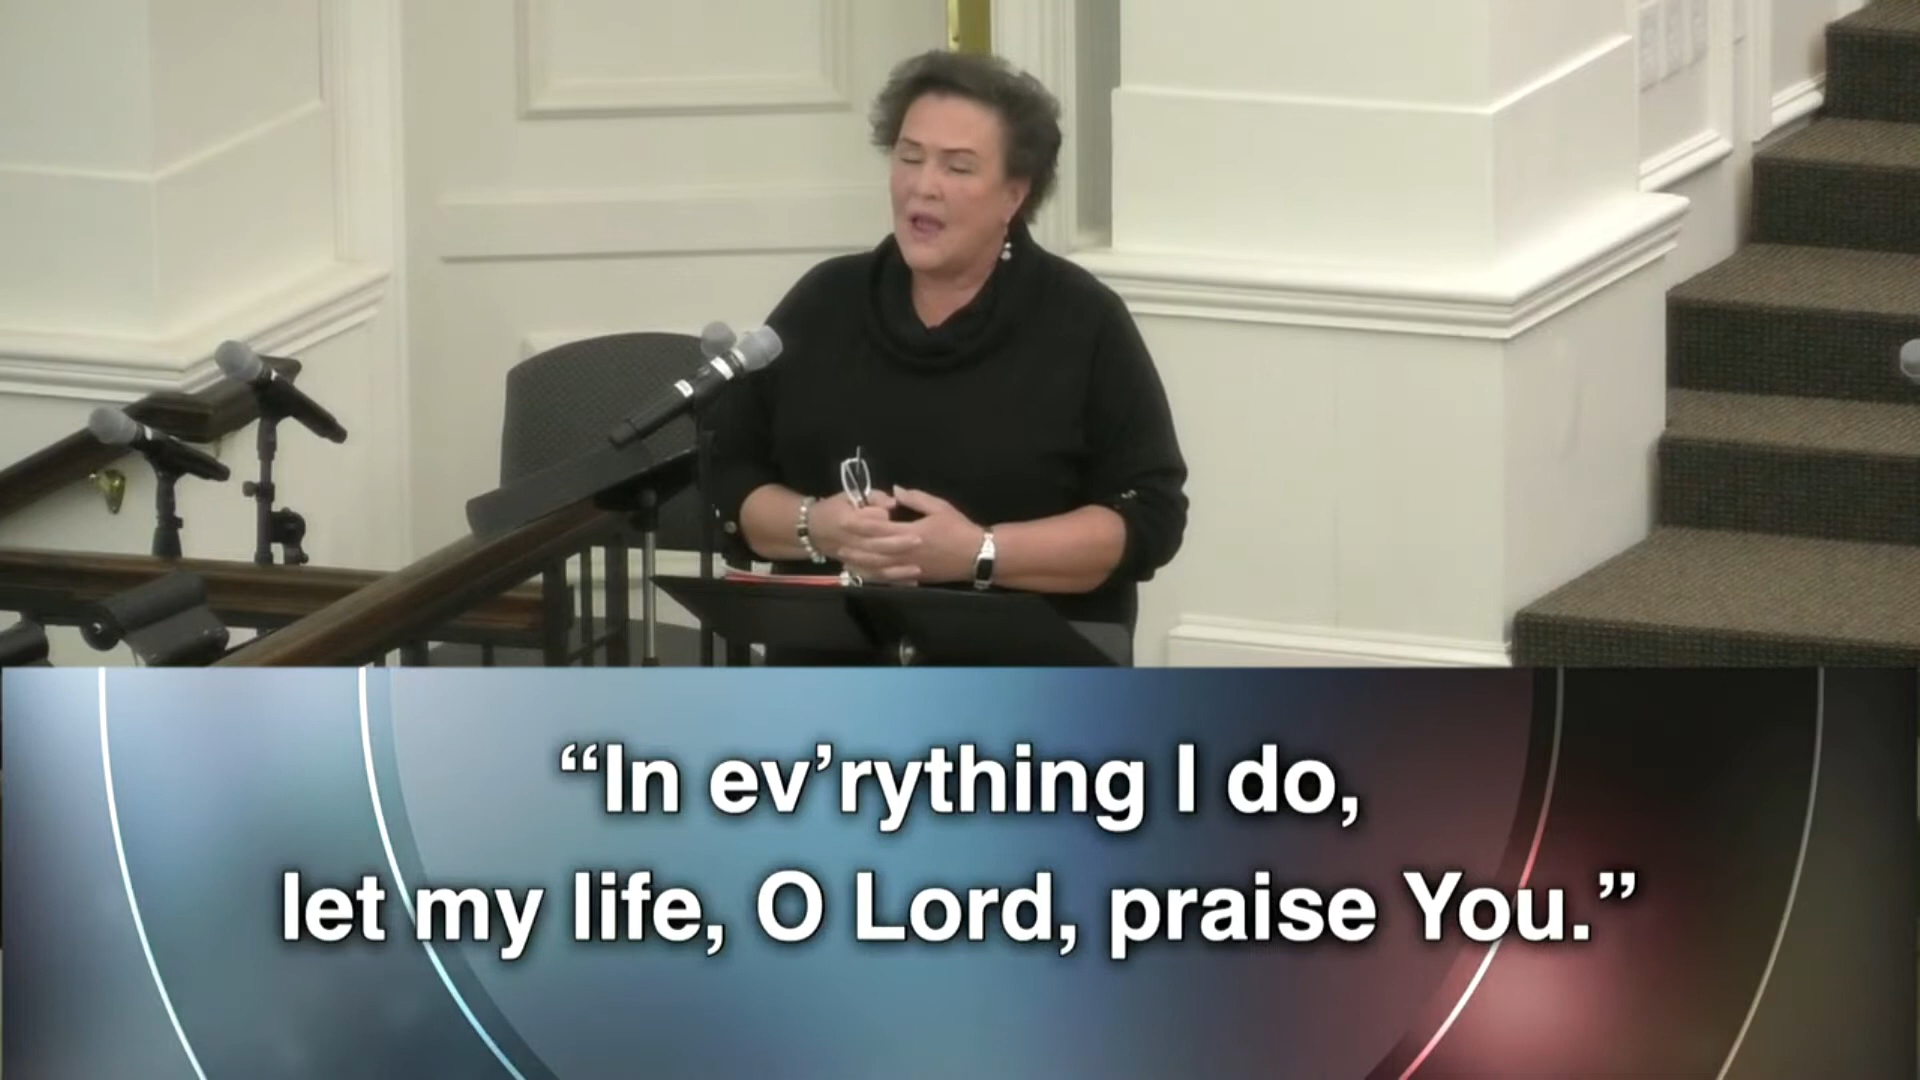 “In ev’rything I do,
let my life, O Lord, praise You.”